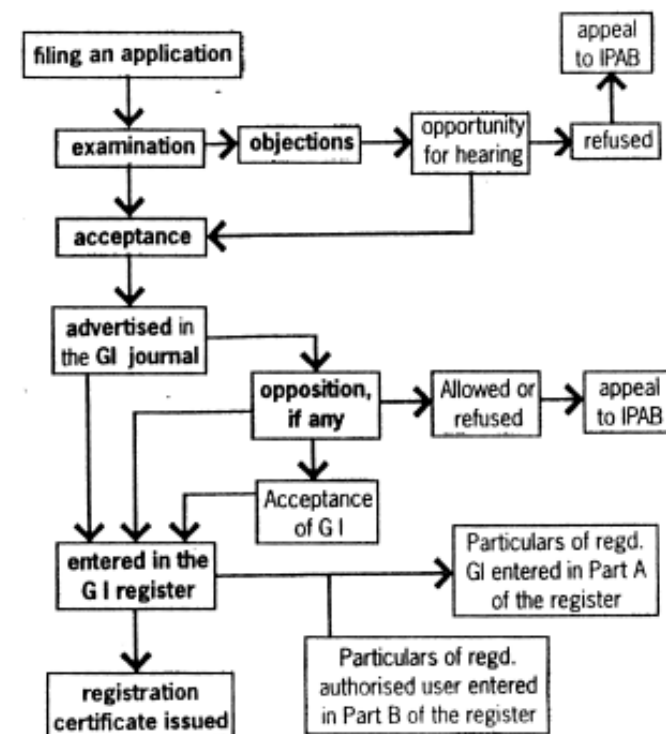 filing an application
appeal
to IPAB
examination
objections
opportunity
for hearing
refused
acceptance
advertised in
the GI journal
opposition,
if any
Allowed or
refused
appeal
to IPAB
Acceptance
of G I
entered in the
G I register
Particulars of regd.
GI entered in Part A
of the register
Particulars of regd.
authorised user entered
in Part B of the register
registration
certificate issued